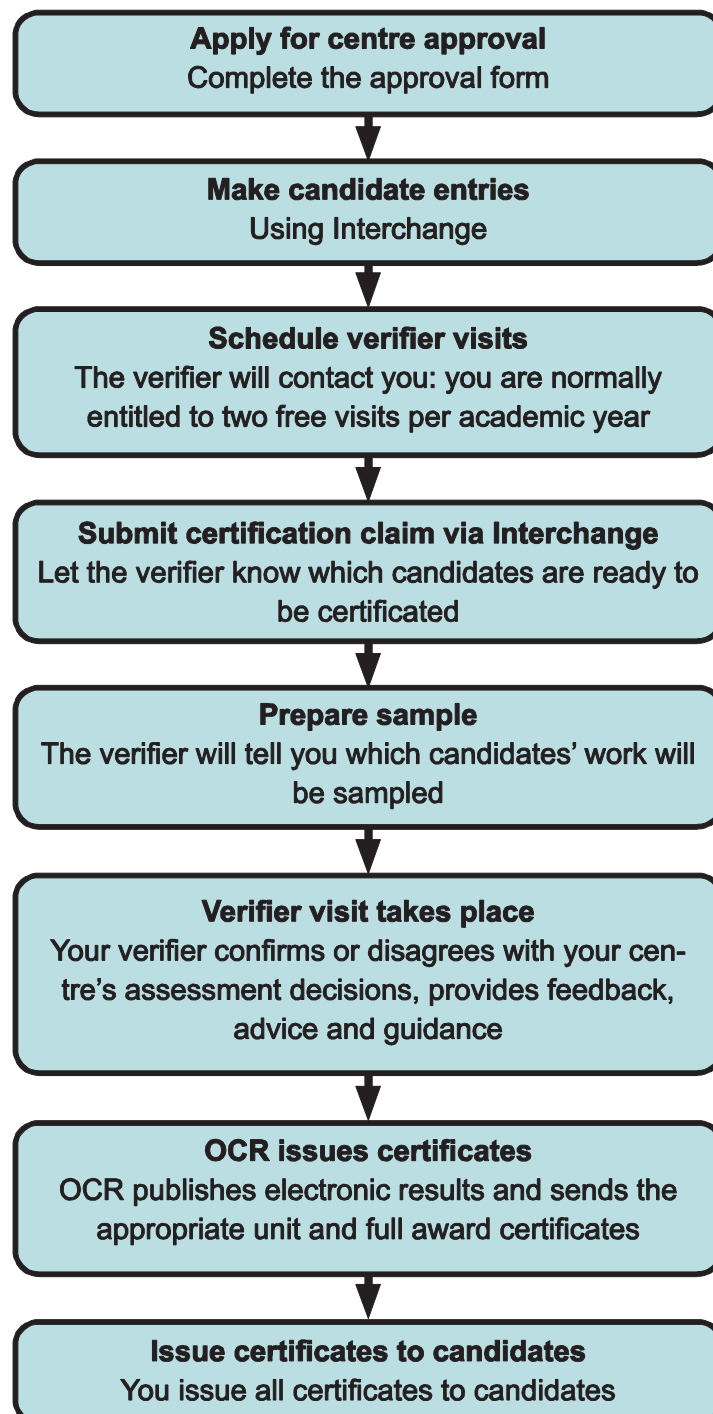 Apply for centre approval
Complete the approval form
Make candidate entries
Using Interchange
Schedule verifier visits
The verifier will contact you: you are normally
entitled to two free visits per academic year
Submit certification claim via Interchange
Let the verifier know which candidates are ready to
be certificated
Prepare sample
The verifier will tell you which candidates’ work will
be sampled
Verifier visit takes place
Your verifier confirms or disagrees with your cen-
tre’s assessment decisions, provides feedback,
advice and guidance
OCR issues certificates
OCR publishes electronic results and sends the
appropriate unit and full award certificates
Issue certificates to candidates
You issue all certificates to candidates